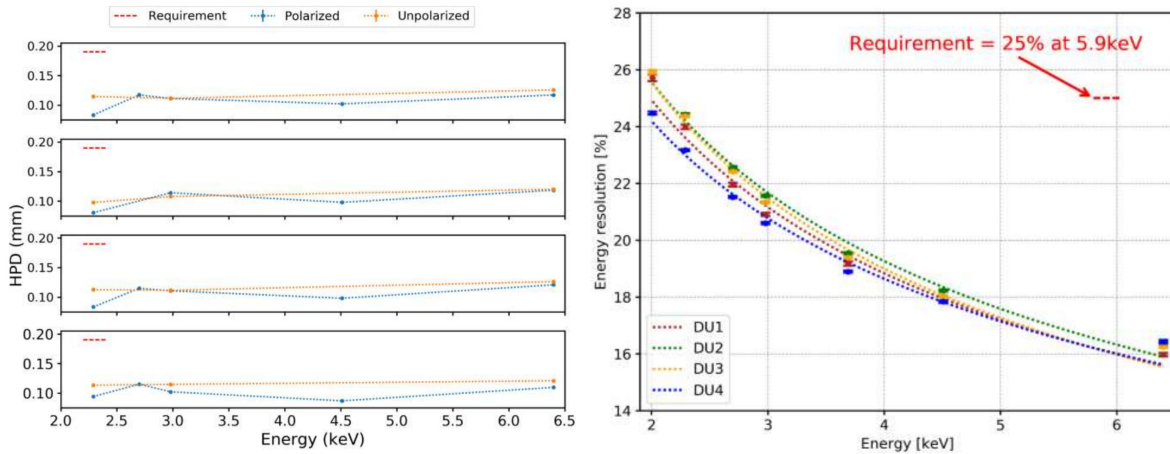 Requirement Polarized Unpolarized
HPD (mm)
0.20
0.15
0.10
0.20
0.15
0.10
0.20
0.15
0.10
0.20
0.15
0.10
2.0 2.5 3.0 3.5 4.0 4.5 5.0 5.5 6.0 6.5
Energy (keV)
Energy resolution [%]
28
26
24
22
20
18
16
14
Requirement = 25% at 5.9keV
DU1
DU2
DU3
DU4
2 3 4 5 6
Energy [keV]